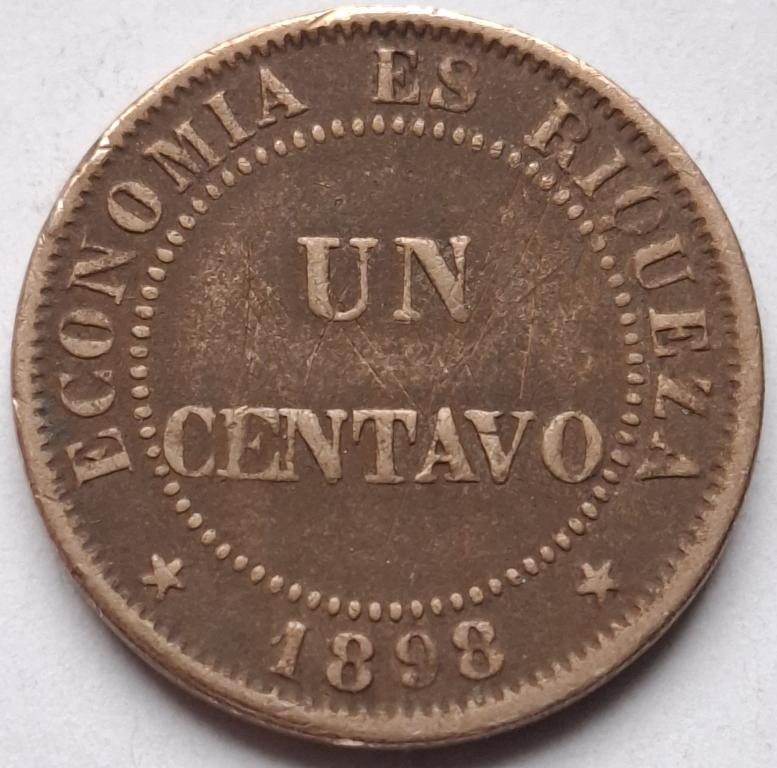 ECONOMIA ES RIQUEZA
UN
CENTAVO
1898